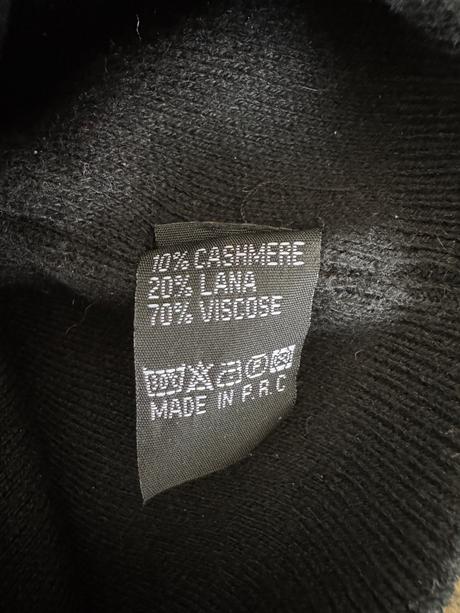 10% CASHMERE
20% LANA
70% VISCOSE
MADE IN P.R.C